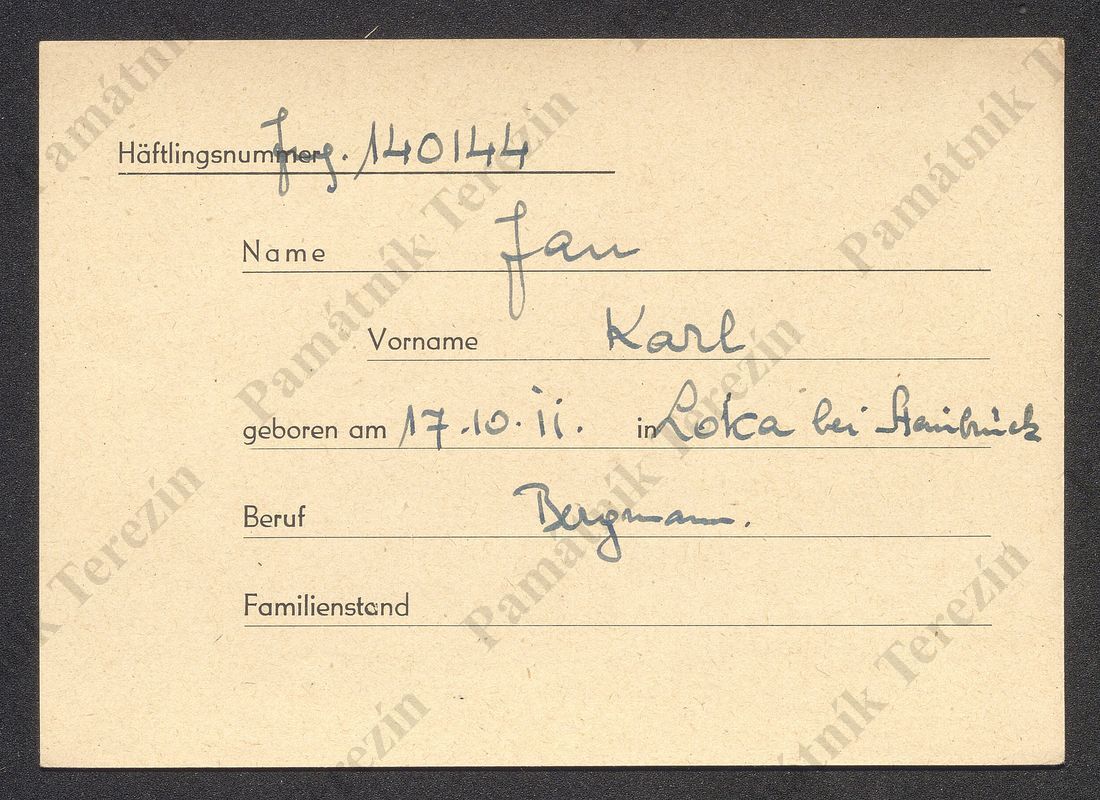 Häftlingsnummer Jug. 140144
Name Jan
Vorname Karl
geboren am 17.10.11. in Loka bei Steinbrück
Beruf Bergmann.
Familienstand
Památník Terezín